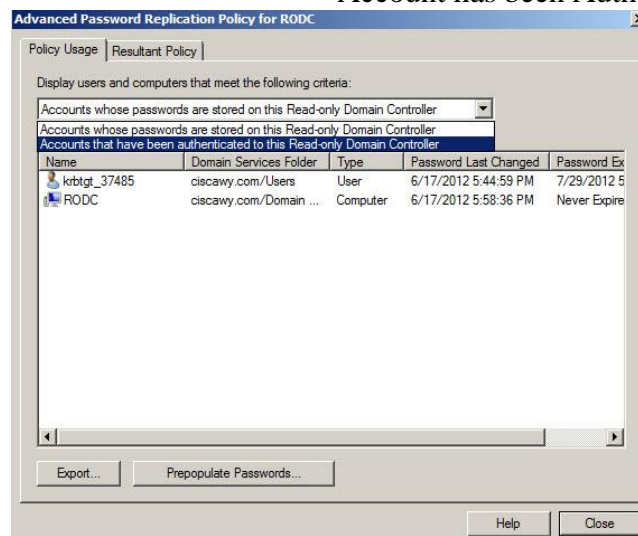 Account has been Auth
Advanced Password Replication Policy for RODC
Policy Usage Resultant Policy
Display users and computers that meet the following criteria:
Accounts whose passwords are stored on this Read-only Domain Controller
Accounts whose passwords are stored on this Read-only Domain Controller
Accounts that have been authenticated to this Read-only Domain Controller
Name Domain Services Folder Type Password Last Changed Password Ex
krbtgt_37485 ciscawy.com/Users User 6/17/2012 5:44:59 PM 7/29/2012 5
RODC ciscawy.com/Domain ... Computer 6/17/2012 5:58:36 PM Never Expire
Export... Prepopulate Passwords...
Help Close